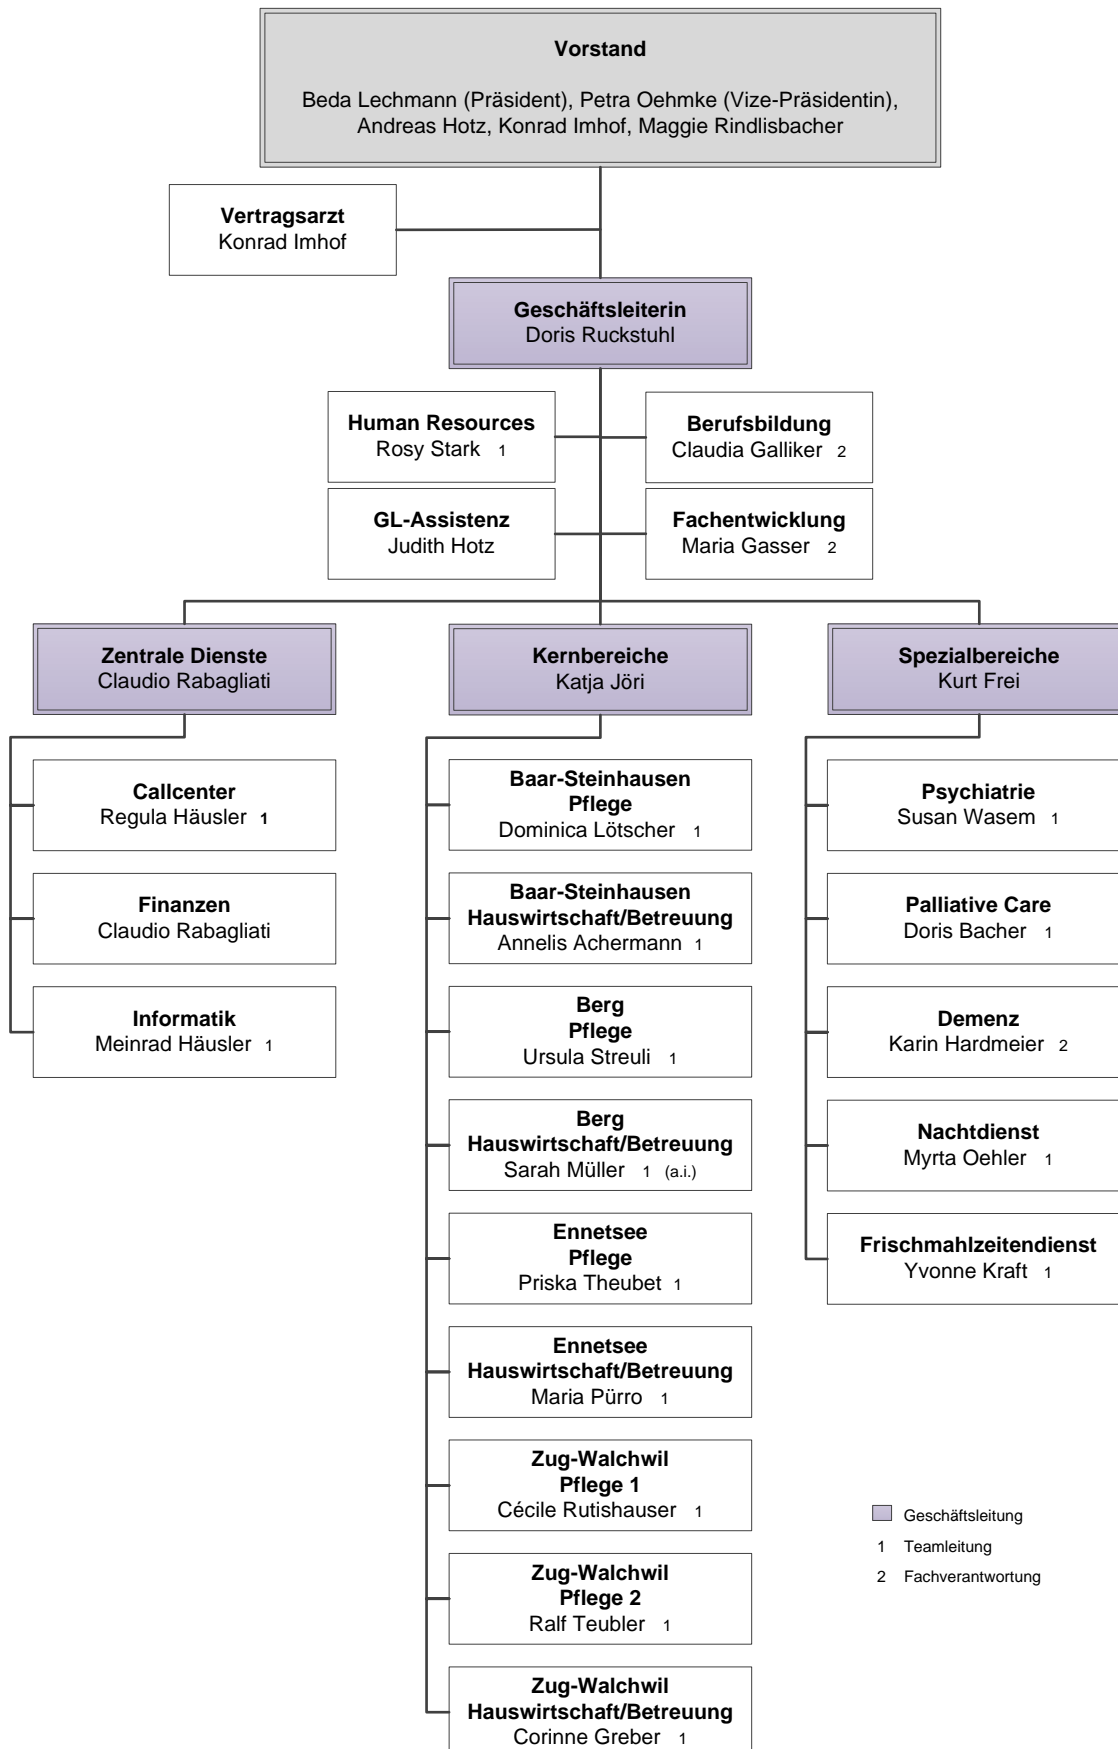 Vorstand
Beda Lechmann (Präsident), Petra Oehmke (Vize-Präsidentin),
Andreas Hotz, Konrad Imhof, Maggie Rindlisbacher
Vertragsarzt
Konrad Imhof
Geschäftsleiterin
Doris Ruckstuhl
Human Resources
Rosy Stark 1
Berufsbildung
Claudia Galliker 2
GL-Assistenz
Judith Hotz
Fachentwicklung
Maria Gasser 2
Zentrale Dienste
Claudio Rabagliati
Callcenter
Regula Häusler 1
Finanzen
Claudio Rabagliati
Informatik
Meinrad Häusler 1
Kernbereiche
Katja Jöri
Baar-Steinhausen
Pflege
Dominica Lötscher 1
Baar-Steinhausen
Hauswirtschaft/Betreuung
Annelis Achermann 1
Berg
Pflege
Ursula Streuli 1
Berg
Hauswirtschaft/Betreuung
Sarah Müller 1 (a.i.)
Ennetsee
Pflege
Priska Theubet 1
Ennetsee
Hauswirtschaft/Betreuung
Maria Pürro 1
Zug-Walchwil
Pflege 1
Cécile Rutishauser 1
Zug-Walchwil
Pflege 2
Ralf Teubler 1
Zug-Walchwil
Hauswirtschaft/Betreuung
Corinne Greber 1
Spezialbereiche
Kurt Frei
Psychiatrie
Susan Wasem 1
Palliative Care
Doris Bacher 1
Demenz
Karin Hardmeier 2
Nachtdienst
Myrta Oehler 1
Frischmahlzeitendienst
Yvonne Kraft 1
Geschäftsleitung
1 Teamleitung
2 Fachverantwortung